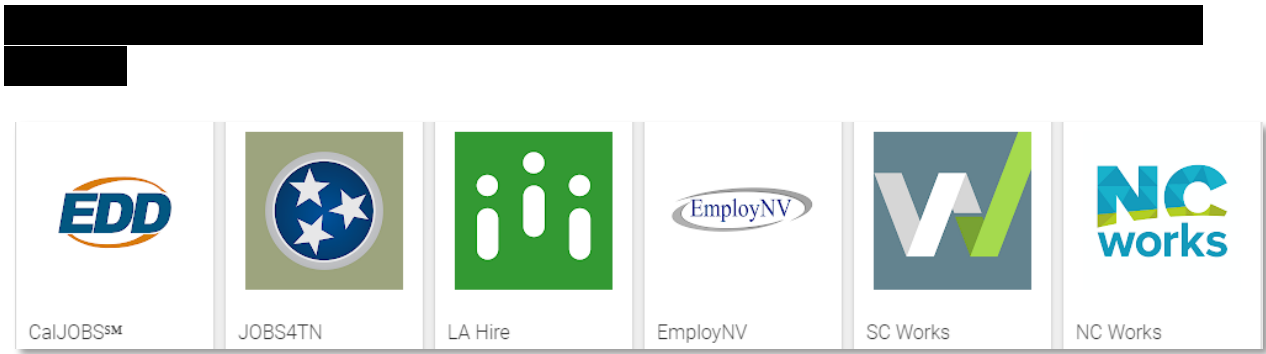 EDD
EmployNV
NC
works
CalJOBS℠
JOBS4TN
LA Hire
EmployNV
SC Works
NC Works